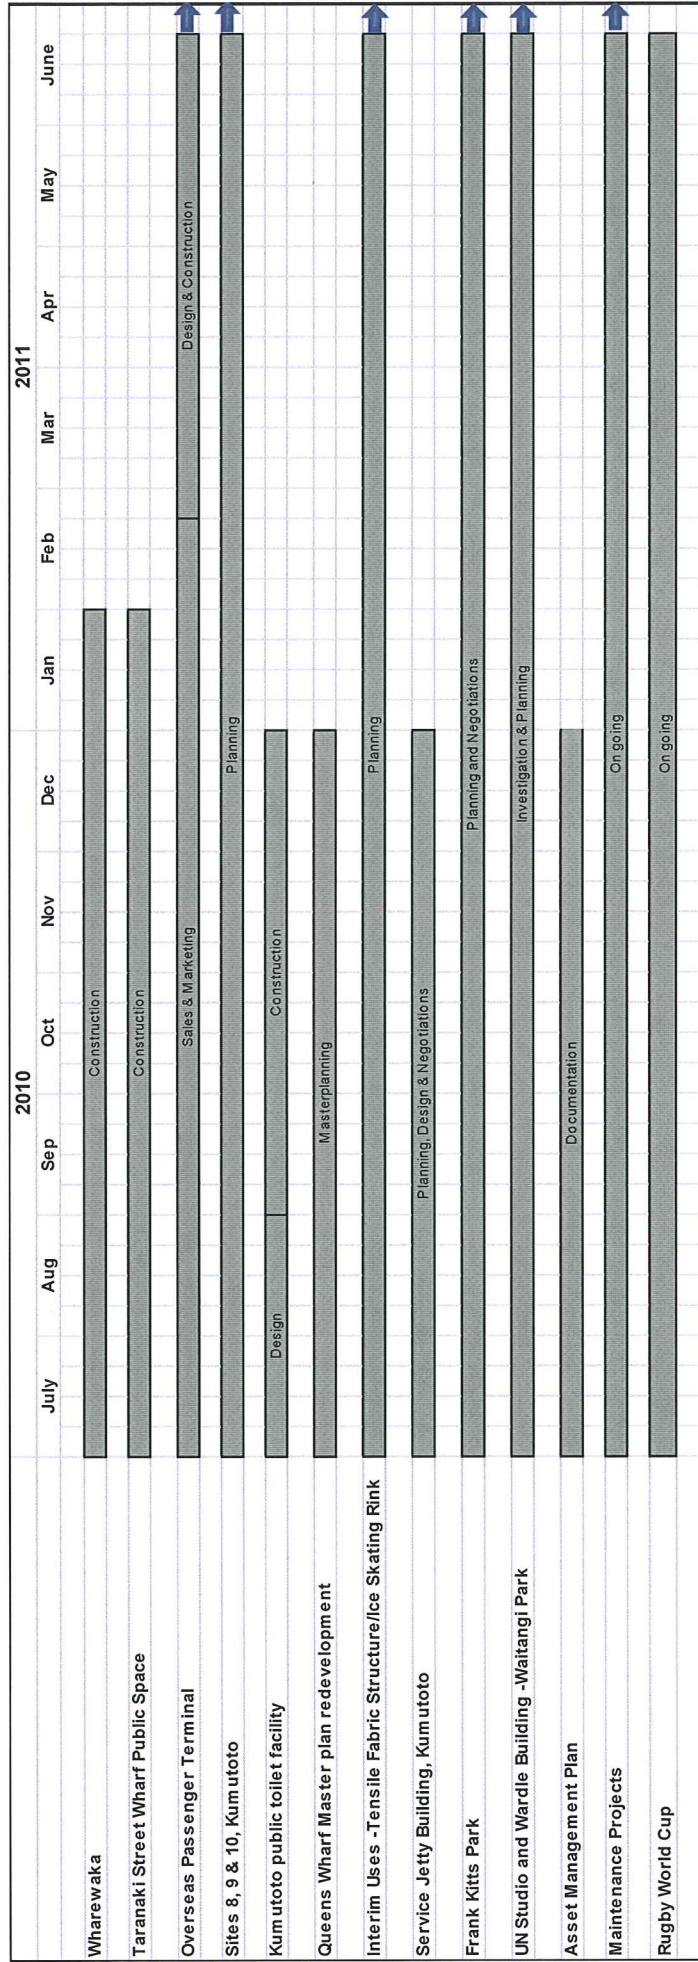 2010 2011
July Aug Sep Oct Nov Dec Jan Feb Mar Apr May June
Wharewaka Construction
Taranaki Street Wharf Public Space Construction
Overseas Passenger Terminal Sales & Marketing Design & Construction
Sites 8, 9 & 10, Kumutoto Planning
Kumutoto public toilet facility Design Construction
Queens Wharf Master plan redevelopment Masterplanning
Interim Uses -Tensile Fabric Structure/Ice Skating Rink Planning
Service Jetty Building, Kumutoto Planning, Design & Negotiations
Frank Kitts Park Planning and Negotiations
UN Studio and Wardle Building -Waitangi Park Investigation & Planning
Asset Management Plan Documentation
Maintenance Projects On going
Rugby World Cup On going